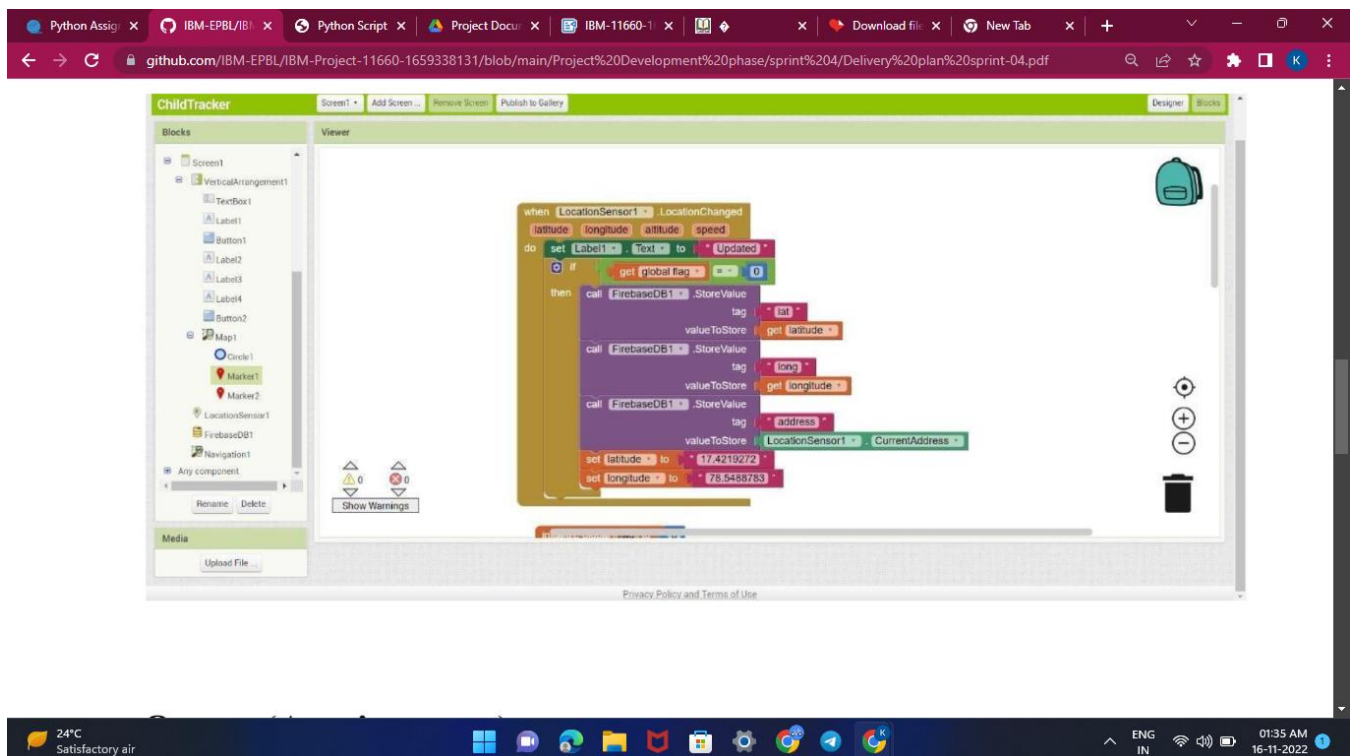 Python Assig
IBM-EPBL/IB
Python Script
Project Docu
IBM-11660-1
Download file
New Tab
github.com/IBM-EPBL/IBM-Project-11660-1659338131/blob/main/Project%20Development%20phase/sprint%204/Delivery%20plan%20sprint-04.pdf
K
ChildTracker
Screen1
Add Screen ...
Remove Screen
Publish to Gallery
Designer
Blocks
Blocks
Viewer
Screen1
VerticalArrangement1
TextBox1
Label1
Button1
Label2
Label3
Label4
Button2
Map1
Circle1
Marker1
Marker2
LocationSensor1
FirebaseDB1
Navigation1
Any component
Rename Delete
Media
Upload File ...
when LocationSensor1 .LocationChanged
latitude longitude altitude speed
do set Label1 . Text to " Updated "
if get global flag = 0
then call FirebaseDB1 .StoreValue
tag " lat "
valueToStore get latitude
call FirebaseDB1 .StoreValue
tag " long "
valueToStore get longitude
call FirebaseDB1 .StoreValue
tag " address "
valueToStore LocationSensor1 . CurrentAddress
set latitude to " 17.4219272 "
set longitude to " 78.5488783 "
0 0
Show Warnings
Privacy Policy and Terms of Use
24°C
Satisfactory air
ENG
IN
01:35 AM
16-11-2022
1